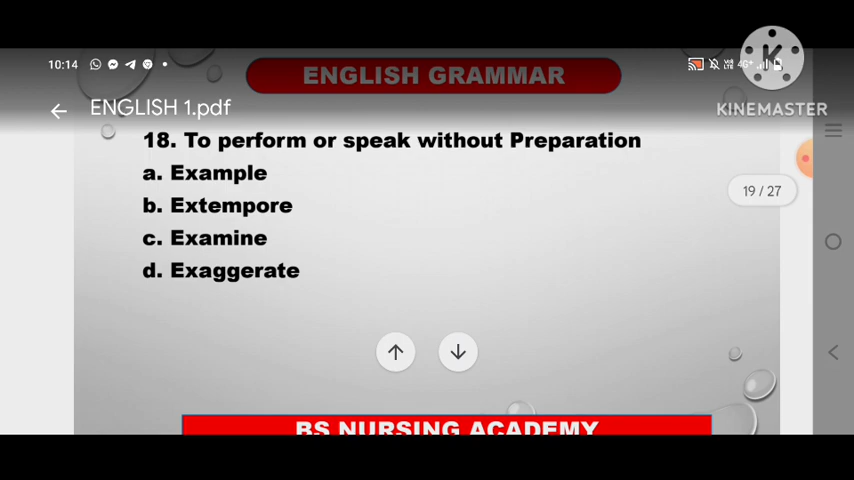 10:14
4G+
KINEMASTER
ENGLISH GRAMMAR
ENGLISH 1.pdf
18. To perform or speak without Preparation
19 / 27
a. Example
b. Extempore
c. Examine
d. Exaggerate
BS NURSING ACADEMY